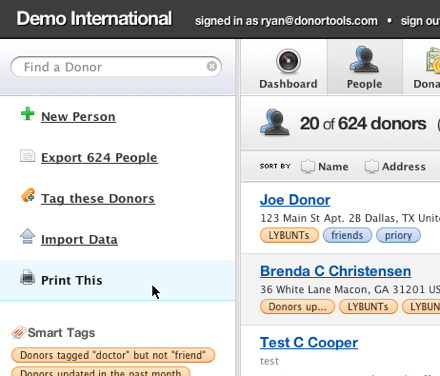 Demo International
signed in as ryan@donortools.com • sign ou
Find a Donor
New Person
Export 624 People
Tag these Donors
Import Data
Print This
Smart Tags
Donors tagged "doctor" but not "friend"
Donors updated in the past month
Dashboard
People
Dona
20 of 624 donors (
SORT BY Name Address
Joe Donor
123 Main St Apt. 2B Dallas, TX Unit
LYBUNTs friends priory
Brenda C Christensen
36 White Lane Macon, GA 31201 US
Donors up... LYBUNTs LYBUN
Test C Cooper
test